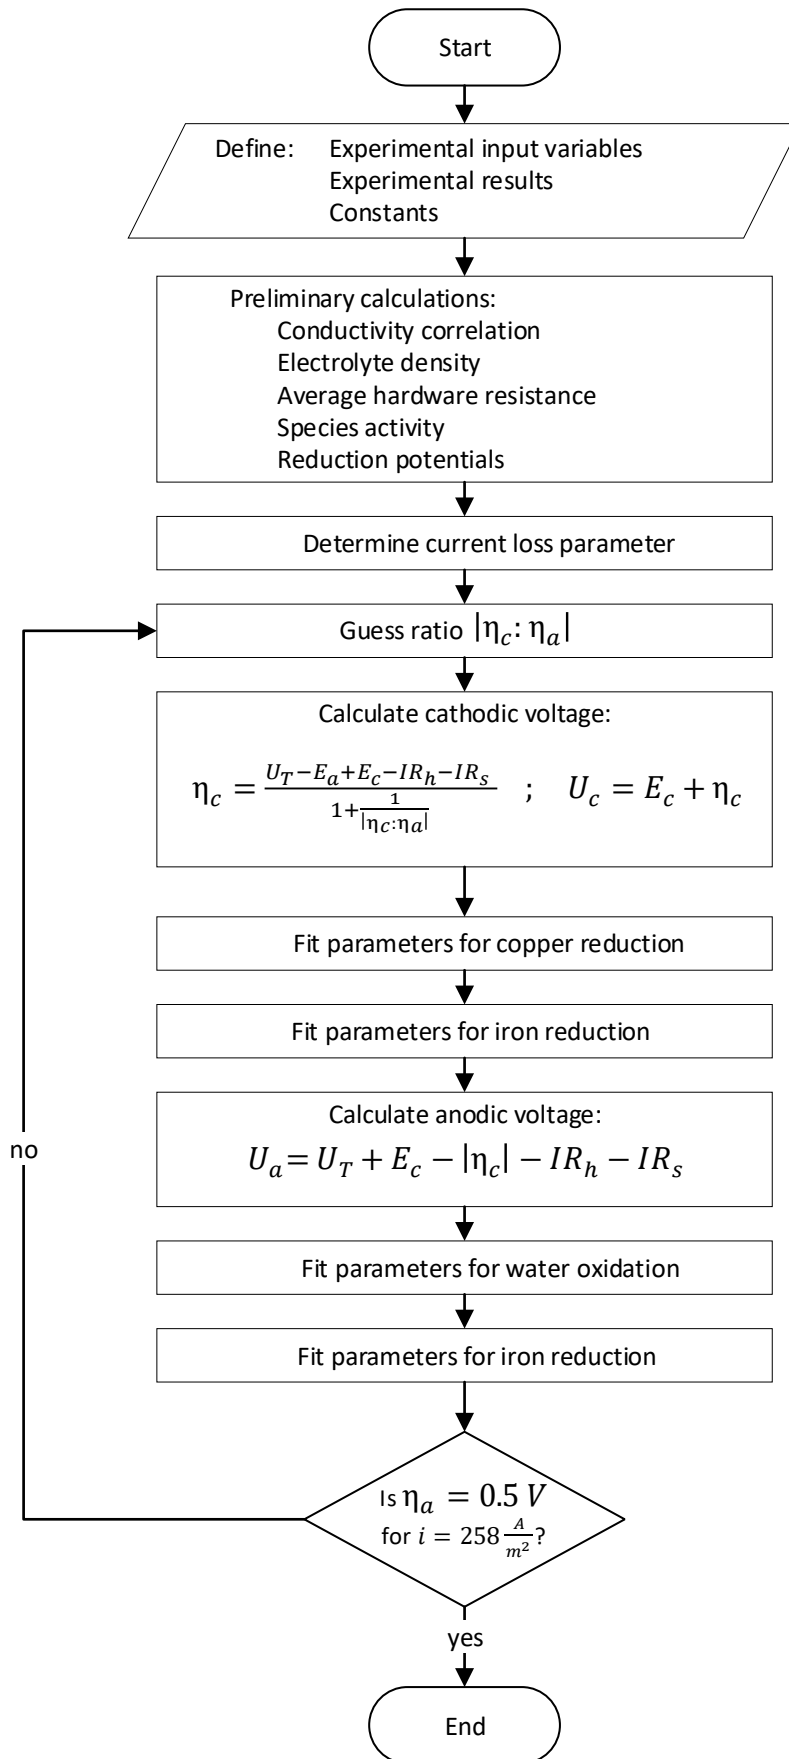 Start
Define: Experimental input variables
Experimental results
Constants
Preliminary calculations:
Conductivity correlation
Electrolyte density
Average hardware resistance
Species activity
Reduction potentials
Determine current loss parameter
Guess ratio |η_c: η_a|
Calculate cathodic voltage:
η_c = (U_T − E_a + E_c − IR_h − IR_s) / (1 + 1/|η_c:η_a|) ; U_c = E_c + η_c
Fit parameters for copper reduction
Fit parameters for iron reduction
Calculate anodic voltage:
U_a = U_T + E_c − |η_c| − IR_h − IR_s
no
Fit parameters for water oxidation
Fit parameters for iron reduction
Is η_a = 0.5 V
for i = 258 A/m²?
yes
End